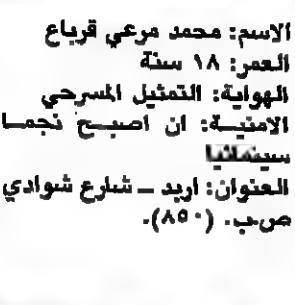 الاسم: محمد مرعي قرباع
العمر: ١٨ سنة
الهواية: التمثيل المسرحي
الامنية: ان اصبح نجما
سينمائيا
العنوان: اربد _ شارع شوادي
ص.ب. (٨٥٠).